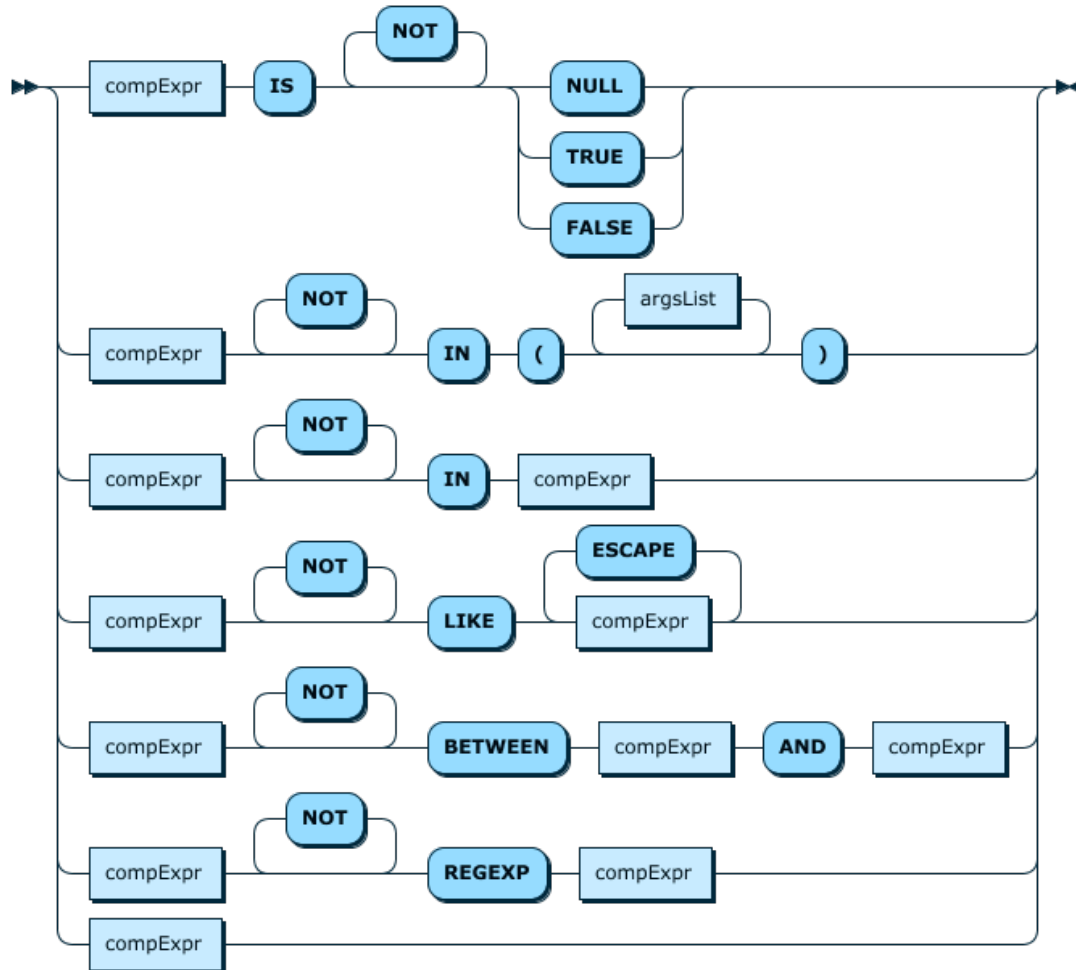 NOT
compExpr IS NULL
TRUE
FALSE
NOT argsList
compExpr IN ( )
NOT
compExpr IN compExpr
NOT ESCAPE
compExpr LIKE compExpr
NOT
compExpr BETWEEN compExpr AND compExpr
NOT
compExpr REGEXP compExpr
compExpr